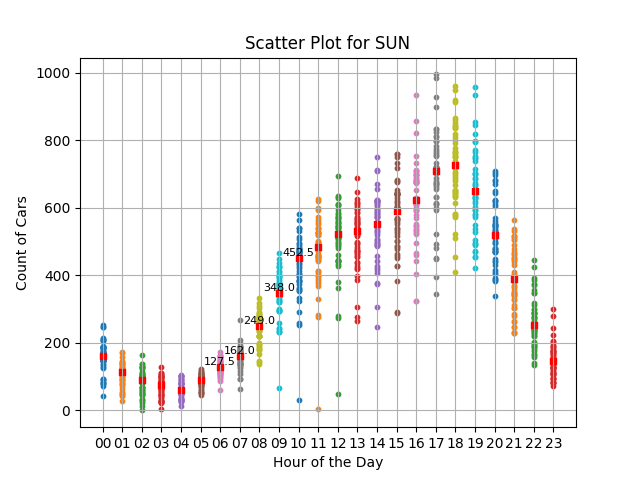 Scatter Plot for SUN
Count of Cars
1000
800
600
400
200
0
452.5
348.0
249.0
162.0
127.5
00 01 02 03 04 05 06 07 08 09 10 11 12 13 14 15 16 17 18 19 20 21 22 23
Hour of the Day